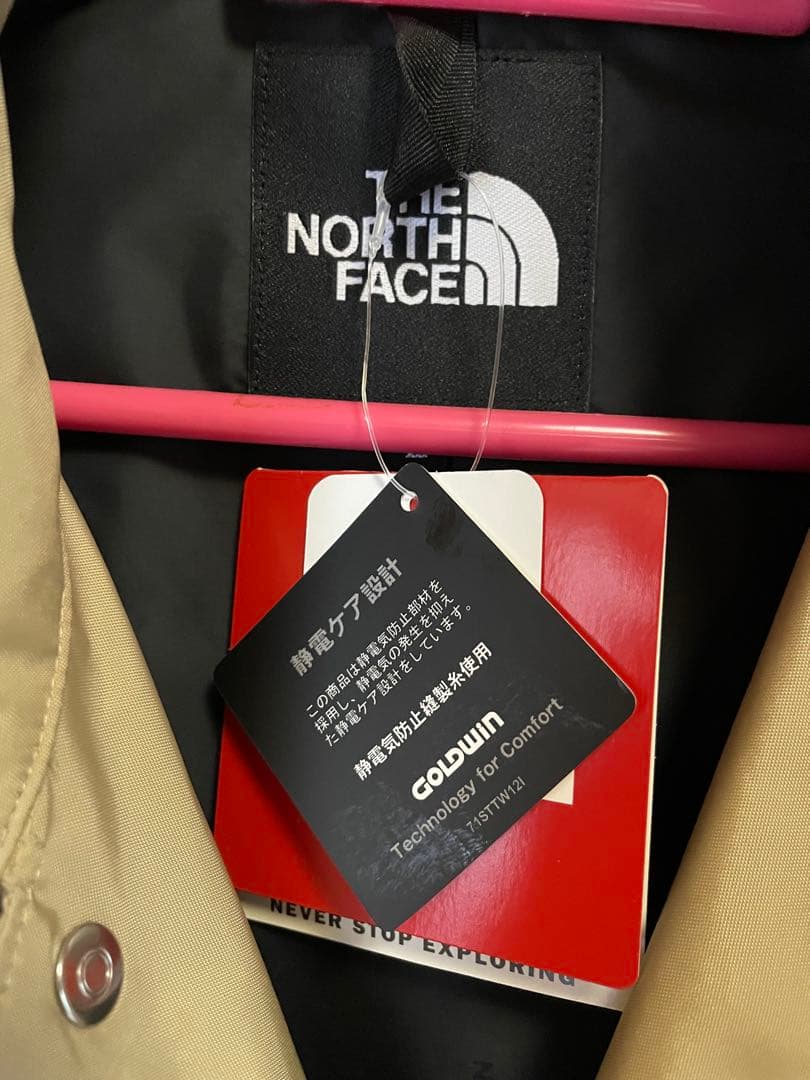 THE
NORTH
FACE
静電ケア設計
この商品は静電気防止部材を
採用し、静電気の発生を抑え
た静電ケア設計をしています。
静電気防止縫製糸使用
GOLDWIN
Technology for Comfort
71STTW12I
NEVER STOP EXPLORING